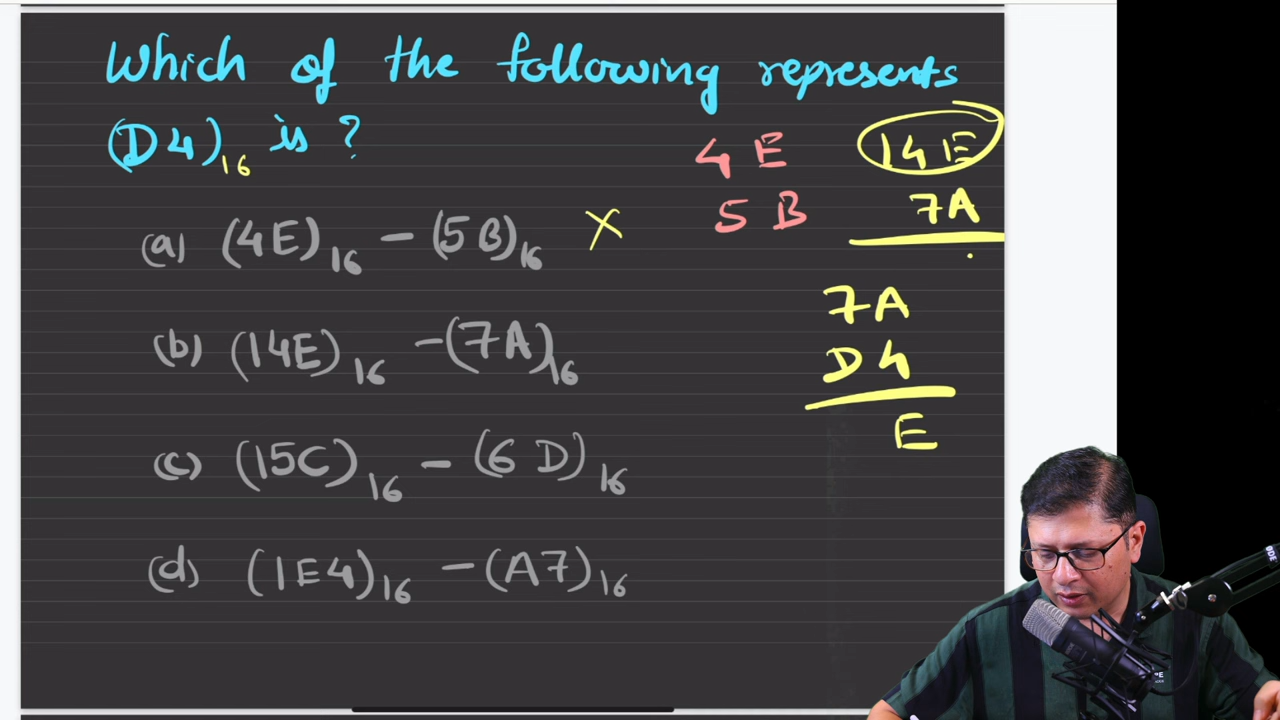 Which of the following represents
(D4)16 is ?
4 E
5 B
14E
7A
(a) (4E)16 - (5B)16 ×
(b) (14E)16 - (7A)16
7A
D4
E
(c) (15C)16 - (6D)16
(d) (1E4)16 - (A7)16